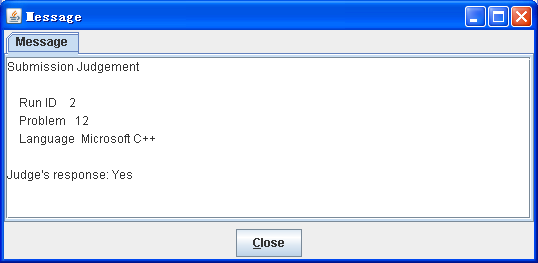 Message
Message
Submission Judgement
Run ID    2
Problem   12
Language  Microsoft C++
Judge's response: Yes
Close